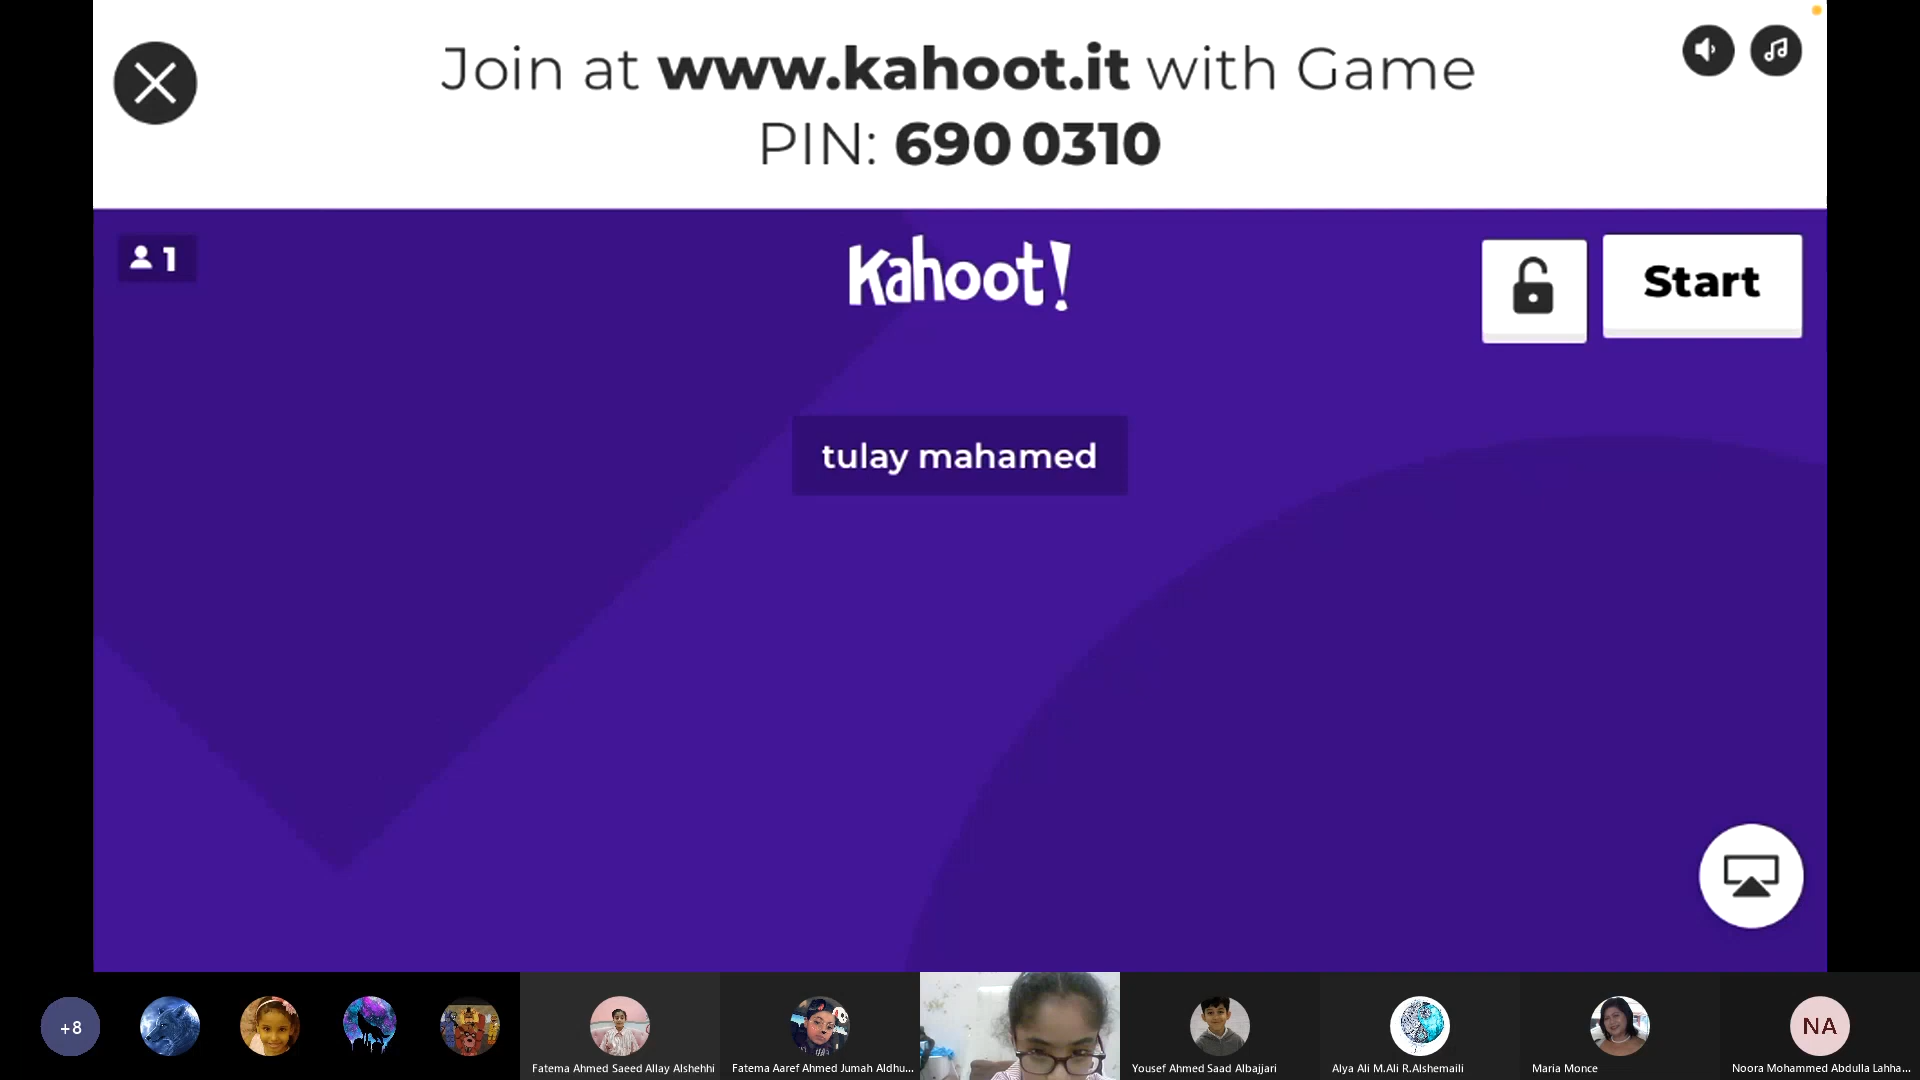 Join at www.kahoot.it with Game
PIN: 690 0310
1
Kahoot!
Start
tulay mahamed
+8
Fatema Ahmed Saeed Allay Alshehhi
Fatema Aaref Ahmed Jumah Aldhu...
Yousef Ahmed Saad Albajjari
Alya Ali M.Ali R.Alshemaili
Maria Monce
NA
Noora Mohammed Abdulla Lahha...